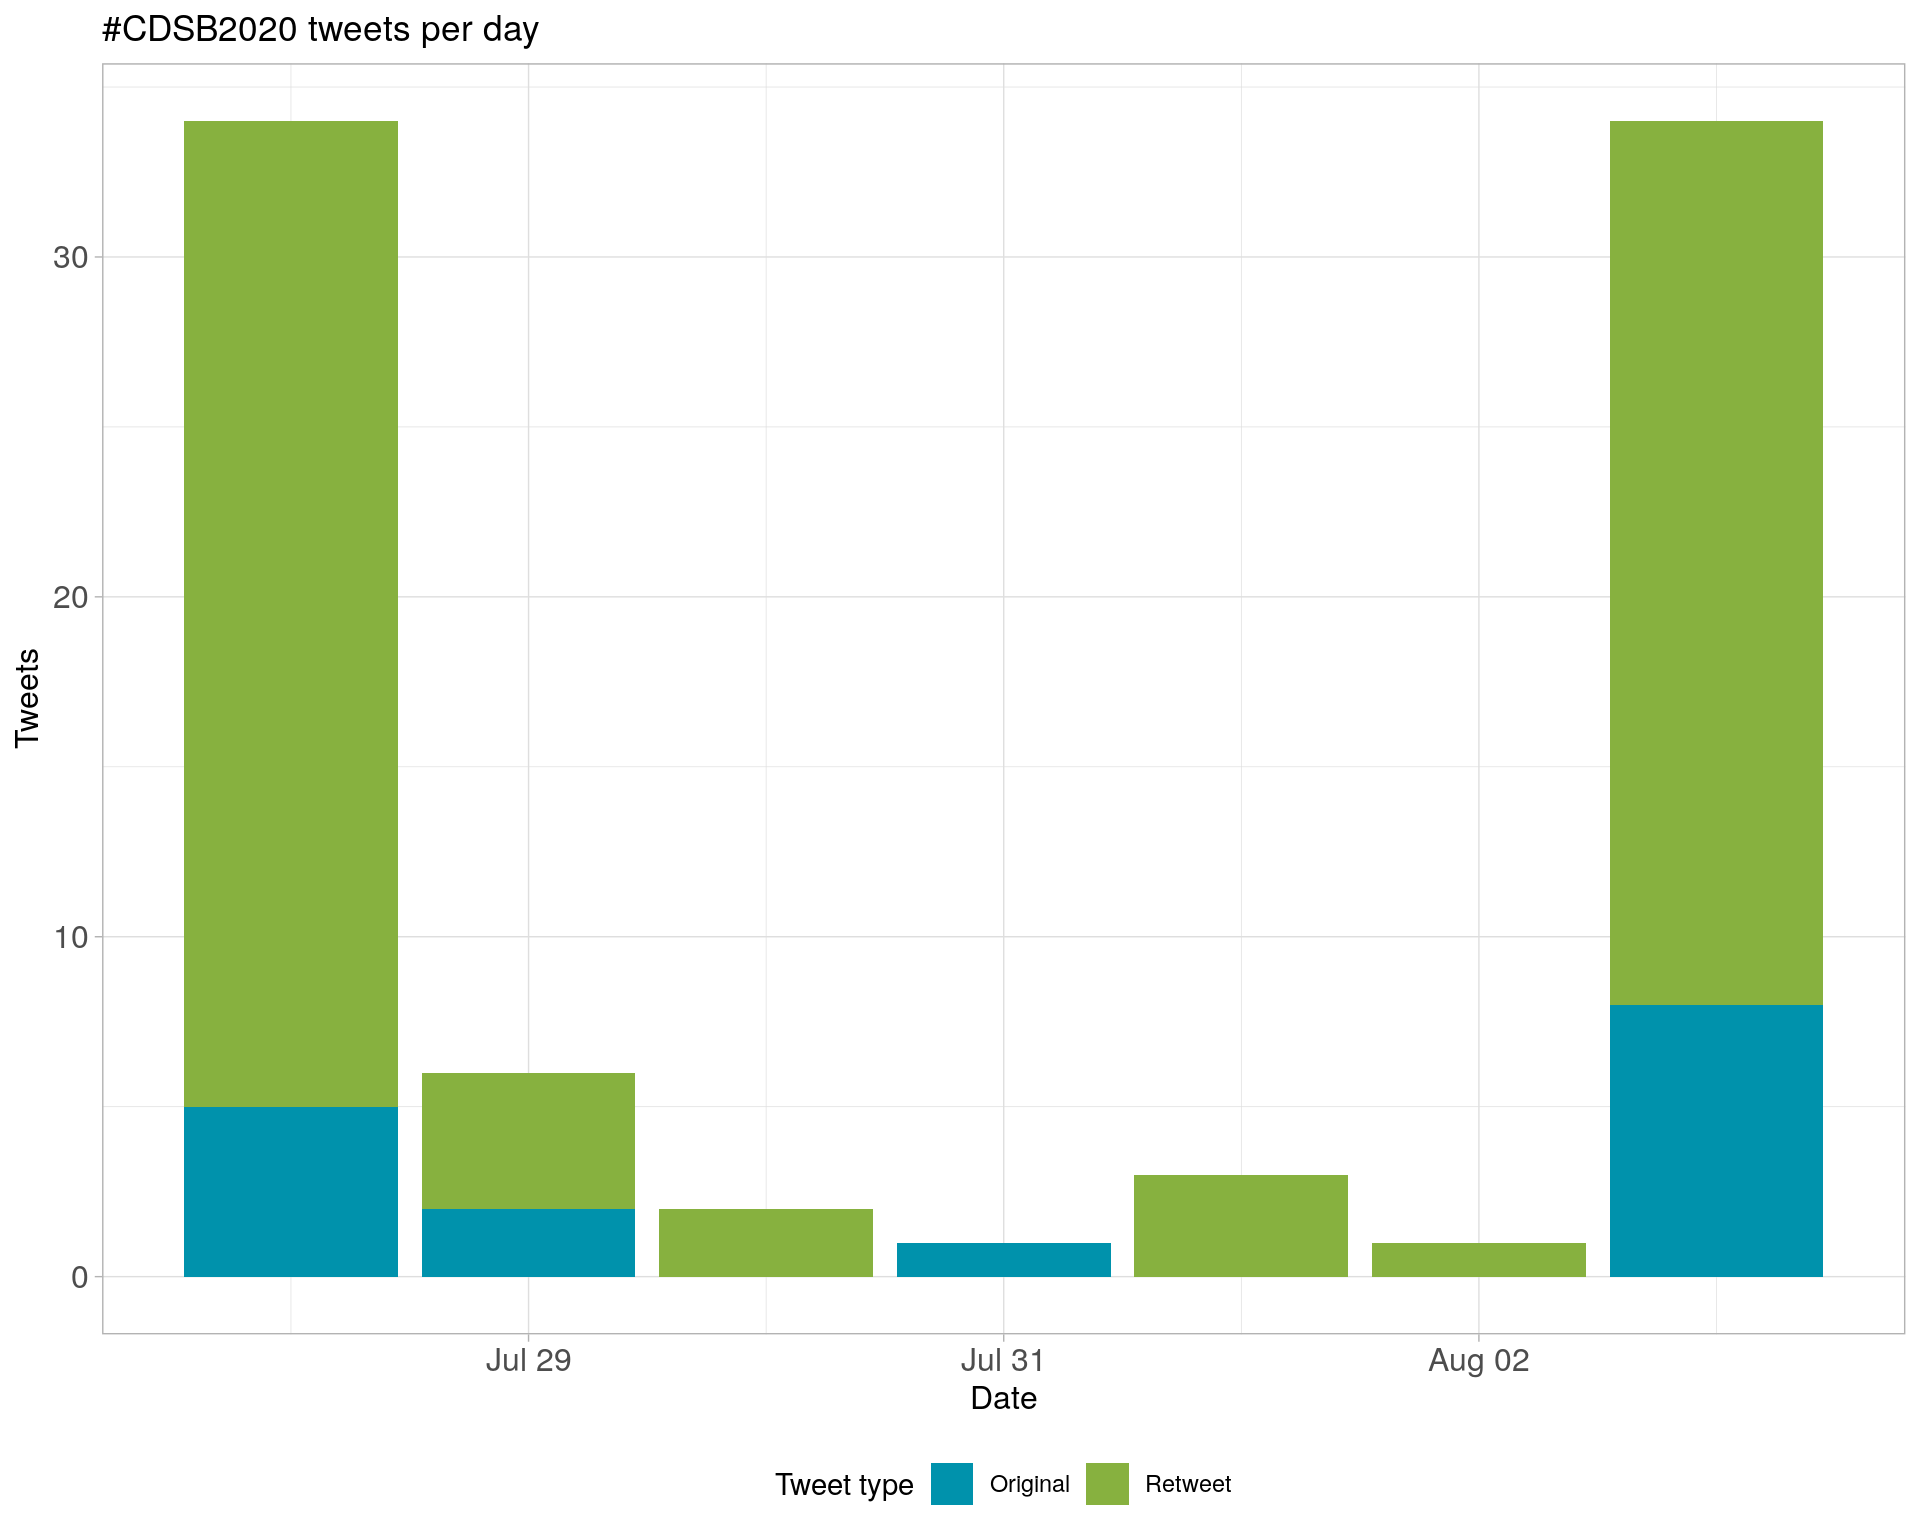 #CDSB2020 tweets per day
Tweets
30
20
10
0
Jul 29
Jul 31
Aug 02
Date
Tweet type
Original
Retweet